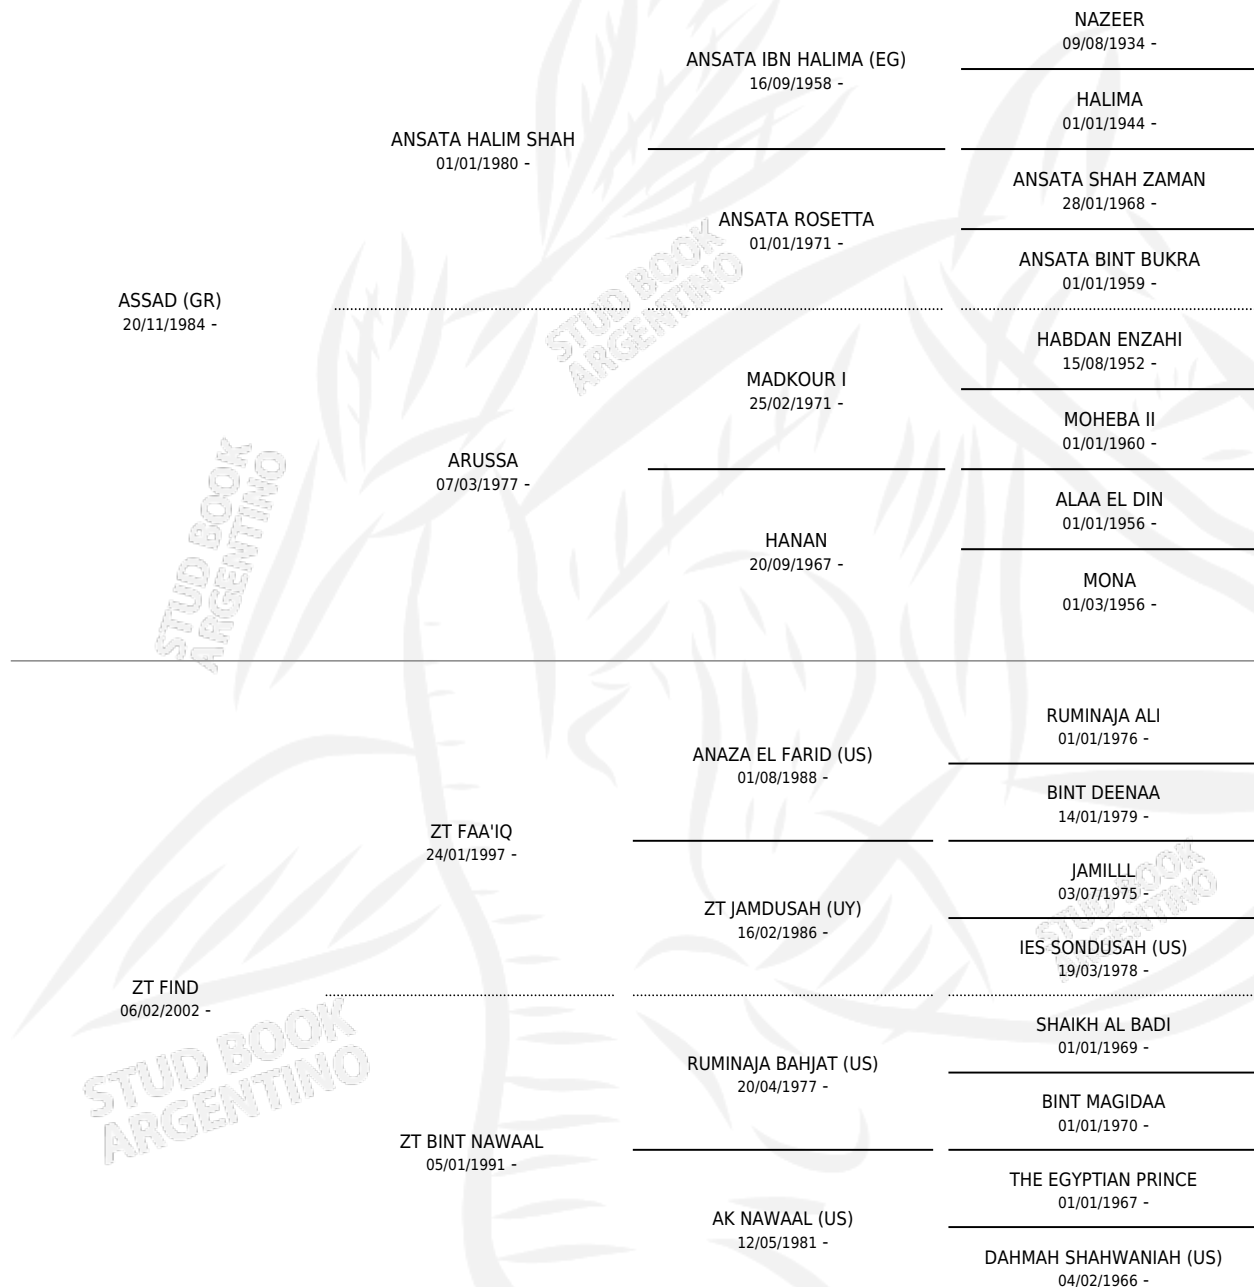 NAZEER
09/08/1934 -
ANSATA IBN HALIMA (EG)
16/09/1958 -
HALIMA
01/01/1944 -
ANSATA HALIM SHAH
01/01/1980 -
ANSATA SHAH ZAMAN
28/01/1968 -
ANSATA ROSETTA
01/01/1971 -
ANSATA BINT BUKRA
01/01/1959 -
ASSAD (GR)
20/11/1984 -
HABDAN ENZAHI
15/08/1952 -
MADKOUR I
25/02/1971 -
MOHEBA II
01/01/1960 -
ARUSSA
07/03/1977 -
ALAA EL DIN
01/01/1956 -
HANAN
20/09/1967 -
MONA
01/03/1956 -
RUMINAJA ALI
01/01/1976 -
ANAZA EL FARID (US)
01/08/1988 -
BINT DEENAA
14/01/1979 -
ZT FAA'IQ
24/01/1997 -
JAMILLL
03/07/1975 -
ZT JAMDUSAH (UY)
16/02/1986 -
IES SONDUSAH (US)
19/03/1978 -
ZT FIND
06/02/2002 -
SHAIKH AL BADI
01/01/1969 -
RUMINAJA BAHJAT (US)
20/04/1977 -
BINT MAGIDAA
01/01/1970 -
ZT BINT NAWAAL
05/01/1991 -
THE EGYPTIAN PRINCE
01/01/1967 -
AK NAWAAL (US)
12/05/1981 -
DAHMAH SHAHWANIAH (US)
04/02/1966 -
STUD BOOK
ARGENTINO
STUD BOOK
ARGENTINO
STUD BOOK
ARGENTINO
STUD BOOK
ARGENTINO